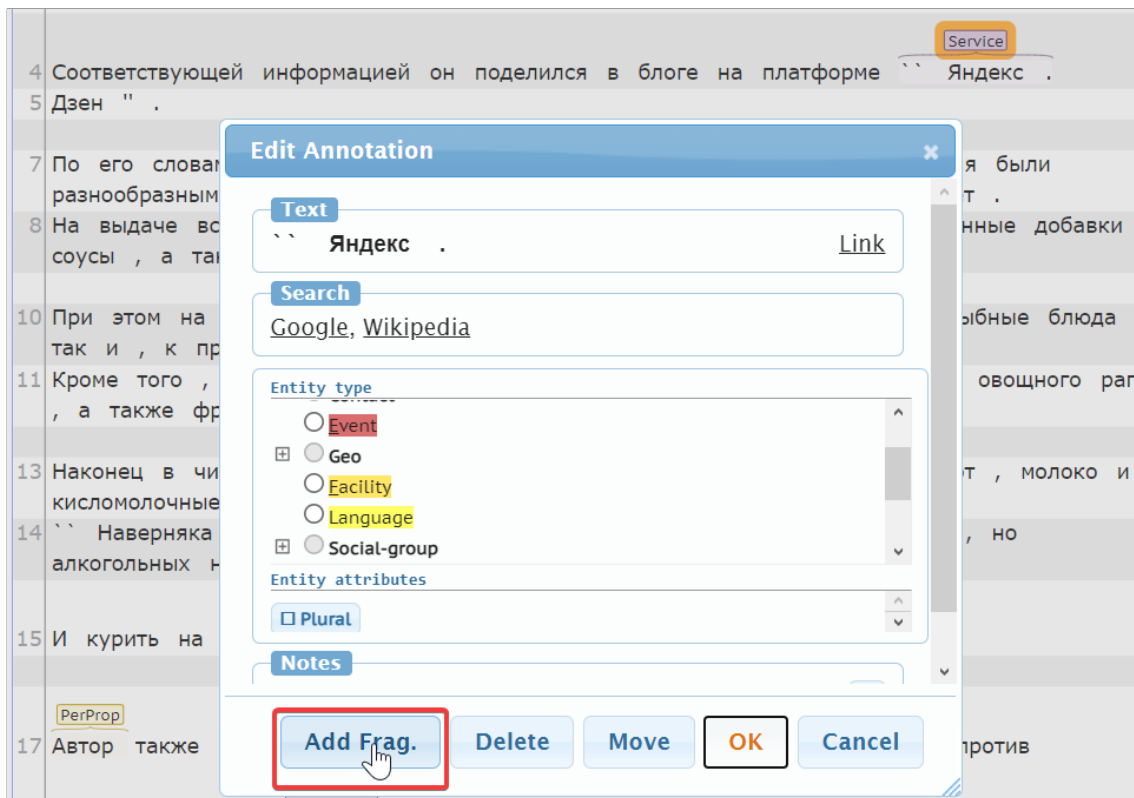 Service
4 Соответствующей информацией он поделился в блоге на платформе `` Яндекс .
5 Дзен " .
7 По его словам я были
разнообразным т .
8 На выдаче вс нные добавки
соусы , а так
10 При этом на ыбные блюда
так и , к пр
11 Кроме того , овощного раг
, а также фр
13 Наконец в чи от , молоко и
кисломолочные
14 `` Наверняка , но
алкогольных н
15 И курить на
PerProp
17 Автор также против
Edit Annotation
Text
`` Яндекс . Link
Search
Google, Wikipedia
Entity type
Event
Geo
Facility
Language
Social-group
Entity attributes
Plural
Notes
Add Frag. Delete Move OK Cancel